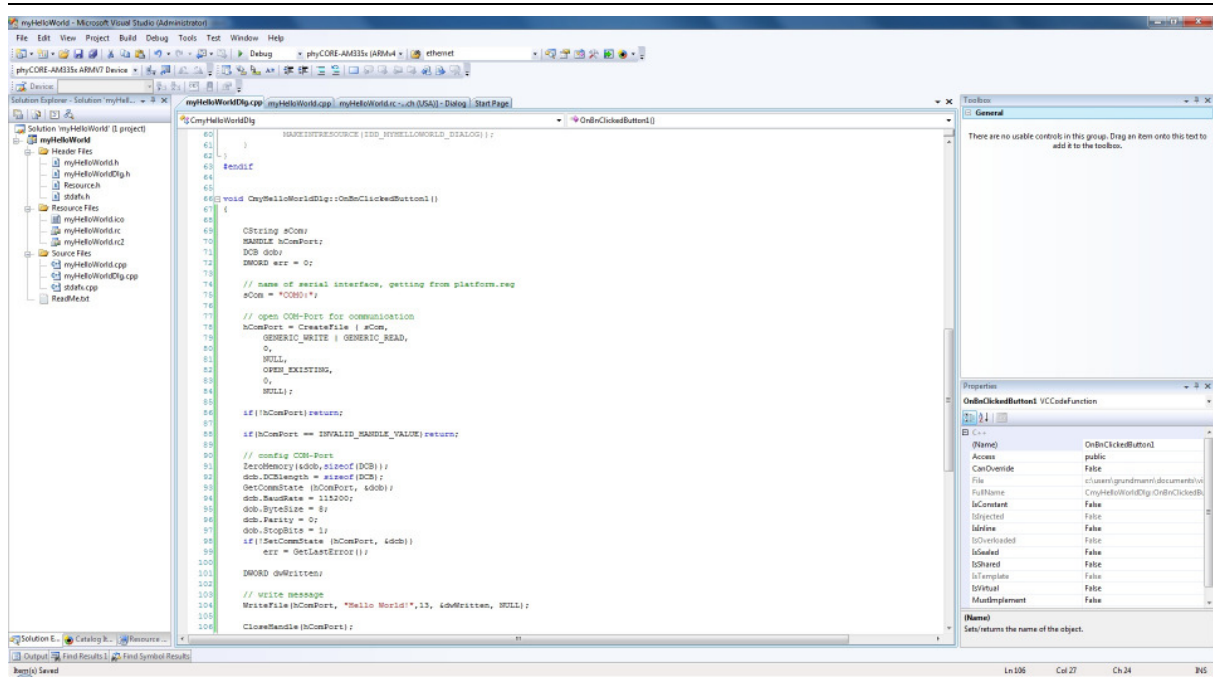 myHelloWorld - Microsoft Visual Studio (Administrator)
File Edit View Project Build Debug Tools Test Window Help
Debug phyCORE-AM335x (ARMv4 ethernet
phyCORE-AM335x ARMV7 Device
Device:
Solution Explorer - Solution 'myHell...
Solution 'myHelloWorld' (1 project)
myHelloWorld
Header Files
myHelloWorld.h
myHelloWorldDlg.h
Resource.h
stdafx.h
Resource Files
myHelloWorld.ico
myHelloWorld.rc
myHelloWorld.rc2
Source Files
myHelloWorld.cpp
myHelloWorldDlg.cpp
stdafx.cpp
ReadMe.txt
Solution E... Catalog It... Resource ...
myHelloWorldDlg.cpp myHelloWorld.cpp myHelloWorld.rc -...ch (USA)] - Dialog Start Page
CmyHelloWorldDlg OnBnClickedButton1()
60 MAKEINTRESOURCE(IDD_MYHELLOWORLD_DIALOG));
61 }
62 }
63 #endif
64
65
66 void CmyHelloWorldDlg::OnBnClickedButton1()
67 {
68
69 CString sCom;
70 HANDLE hComPort;
71 DCB dcb;
72 DWORD err = 0;
73
74 // name of serial interface, getting from platform.reg
75 sCom = "COM0:";
76
77 // open COM-Port for communication
78 hComPort = CreateFile ( sCom,
79 GENERIC_WRITE | GENERIC_READ,
80 0,
81 NULL,
82 OPEN_EXISTING,
83 0,
84 NULL);
85
86 if(!hComPort)return;
87
88 if(hComPort == INVALID_HANDLE_VALUE)return;
89
90 // config COM-Port
91 ZeroMemory(&dcb,sizeof(DCB));
92 dcb.DCBlength = sizeof(DCB);
93 GetCommState (hComPort, &dcb);
94 dcb.BaudRate = 115200;
95 dcb.ByteSize = 8;
96 dcb.Parity = 0;
97 dcb.StopBits = 1;
98 if(!SetCommState (hComPort, &dcb))
99 err = GetLastError();
100
101 DWORD dwWritten;
102
103 // write message
104 WriteFile(hComPort, "Hello World!",13, &dwWritten, NULL);
105
106 CloseHandle(hComPort);
Toolbox
General
There are no usable controls in this group. Drag an item onto this text to
add it to the toolbox.
Properties
OnBnClickedButton1 VCCodeFunction
C++
(Name) OnBnClickedButton1
Access public
CanOverride False
File c:\users\grundmann\documents\vi
FullName CmyHelloWorldDlg::OnBnClickedBu
IsConstant False
IsInjected False
IsInline False
IsOverloaded False
IsSealed False
IsShared False
IsTemplate False
IsVirtual False
MustImplement False
(Name)
Sets/returns the name of the object.
Output Find Results 1 Find Symbol Results
Item(s) Saved Ln 106 Col 27 Ch 24 INS